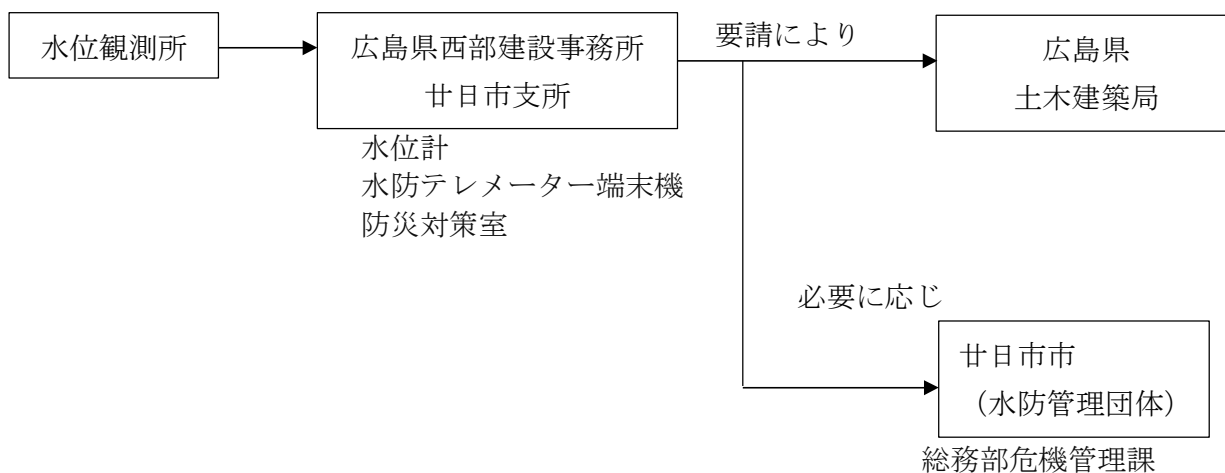 水位観測所
広島県西部建設事務所
廿日市支所
水位計
水防テレメーター端末機
防災対策室
要請により
広島県
土木建築局
必要に応じ
廿日市市
（水防管理団体）
総務部危機管理課